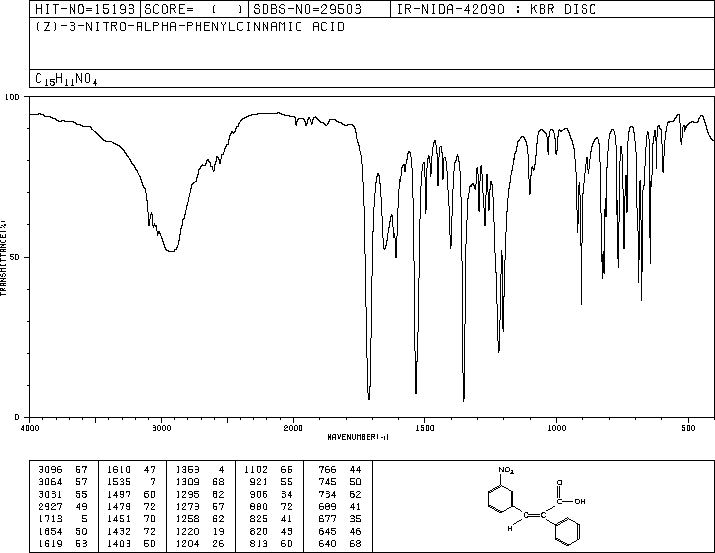 HIT-NO=15193 SCORE= ( ) SDBS-NO=29503 IR-NIDA-42090 : KBR DISC
(Z)-3-NITRO-ALPHA-PHENYLCINNAMIC ACID
C15H11NO4
100
50
0
TRANSMITTANCE(%)
4000 3000 2000 1500 1000 500
WAVENUMBER(-1)
3096 57 1610 47 1353 4 1102 66 766 44
3064 57 1535 7 1309 68 921 55 745 50
3031 55 1497 60 1295 62 906 34 734 62
2927 49 1479 72 1273 57 880 72 689 41
1713 5 1451 70 1258 62 825 41 677 35
1654 50 1432 72 1220 19 820 43 645 46
1619 53 1403 50 1204 26 813 60 640 68
NO2
O
C OH
H